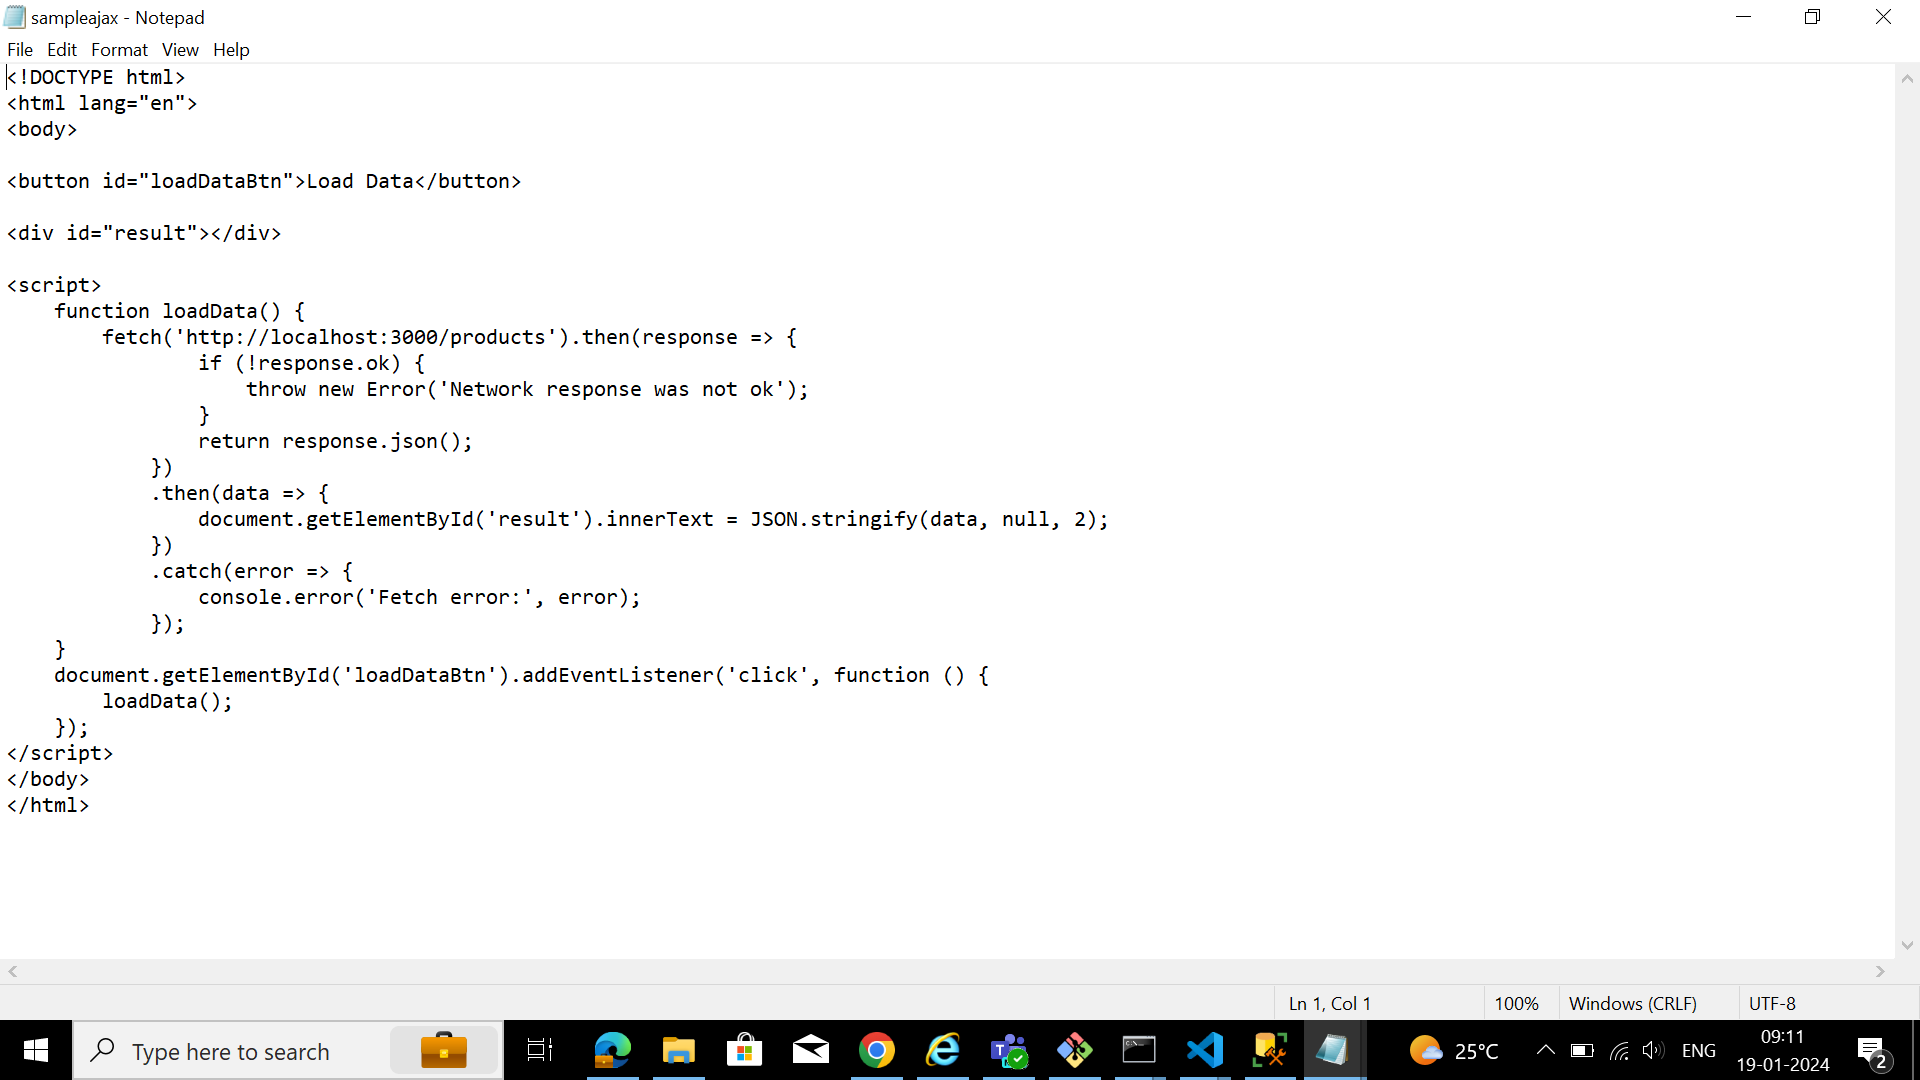 sampleajax - Notepad
File Edit Format View Help
<!DOCTYPE html>
<html lang="en">
<body>
<button id="loadDataBtn">Load Data</button>
<div id="result"></div>
<script>
    function loadData() {
        fetch('http://localhost:3000/products').then(response => {
                if (!response.ok) {
                    throw new Error('Network response was not ok');
                }
                return response.json();
            })
            .then(data => {
                document.getElementById('result').innerText = JSON.stringify(data, null, 2);
            })
            .catch(error => {
                console.error('Fetch error:', error);
            });
    }
    document.getElementById('loadDataBtn').addEventListener('click', function () {
        loadData();
    });
</script>
</body>
</html>
Ln 1, Col 1 100% Windows (CRLF) UTF-8
Type here to search 25°C ENG 09:11
19-01-2024 2